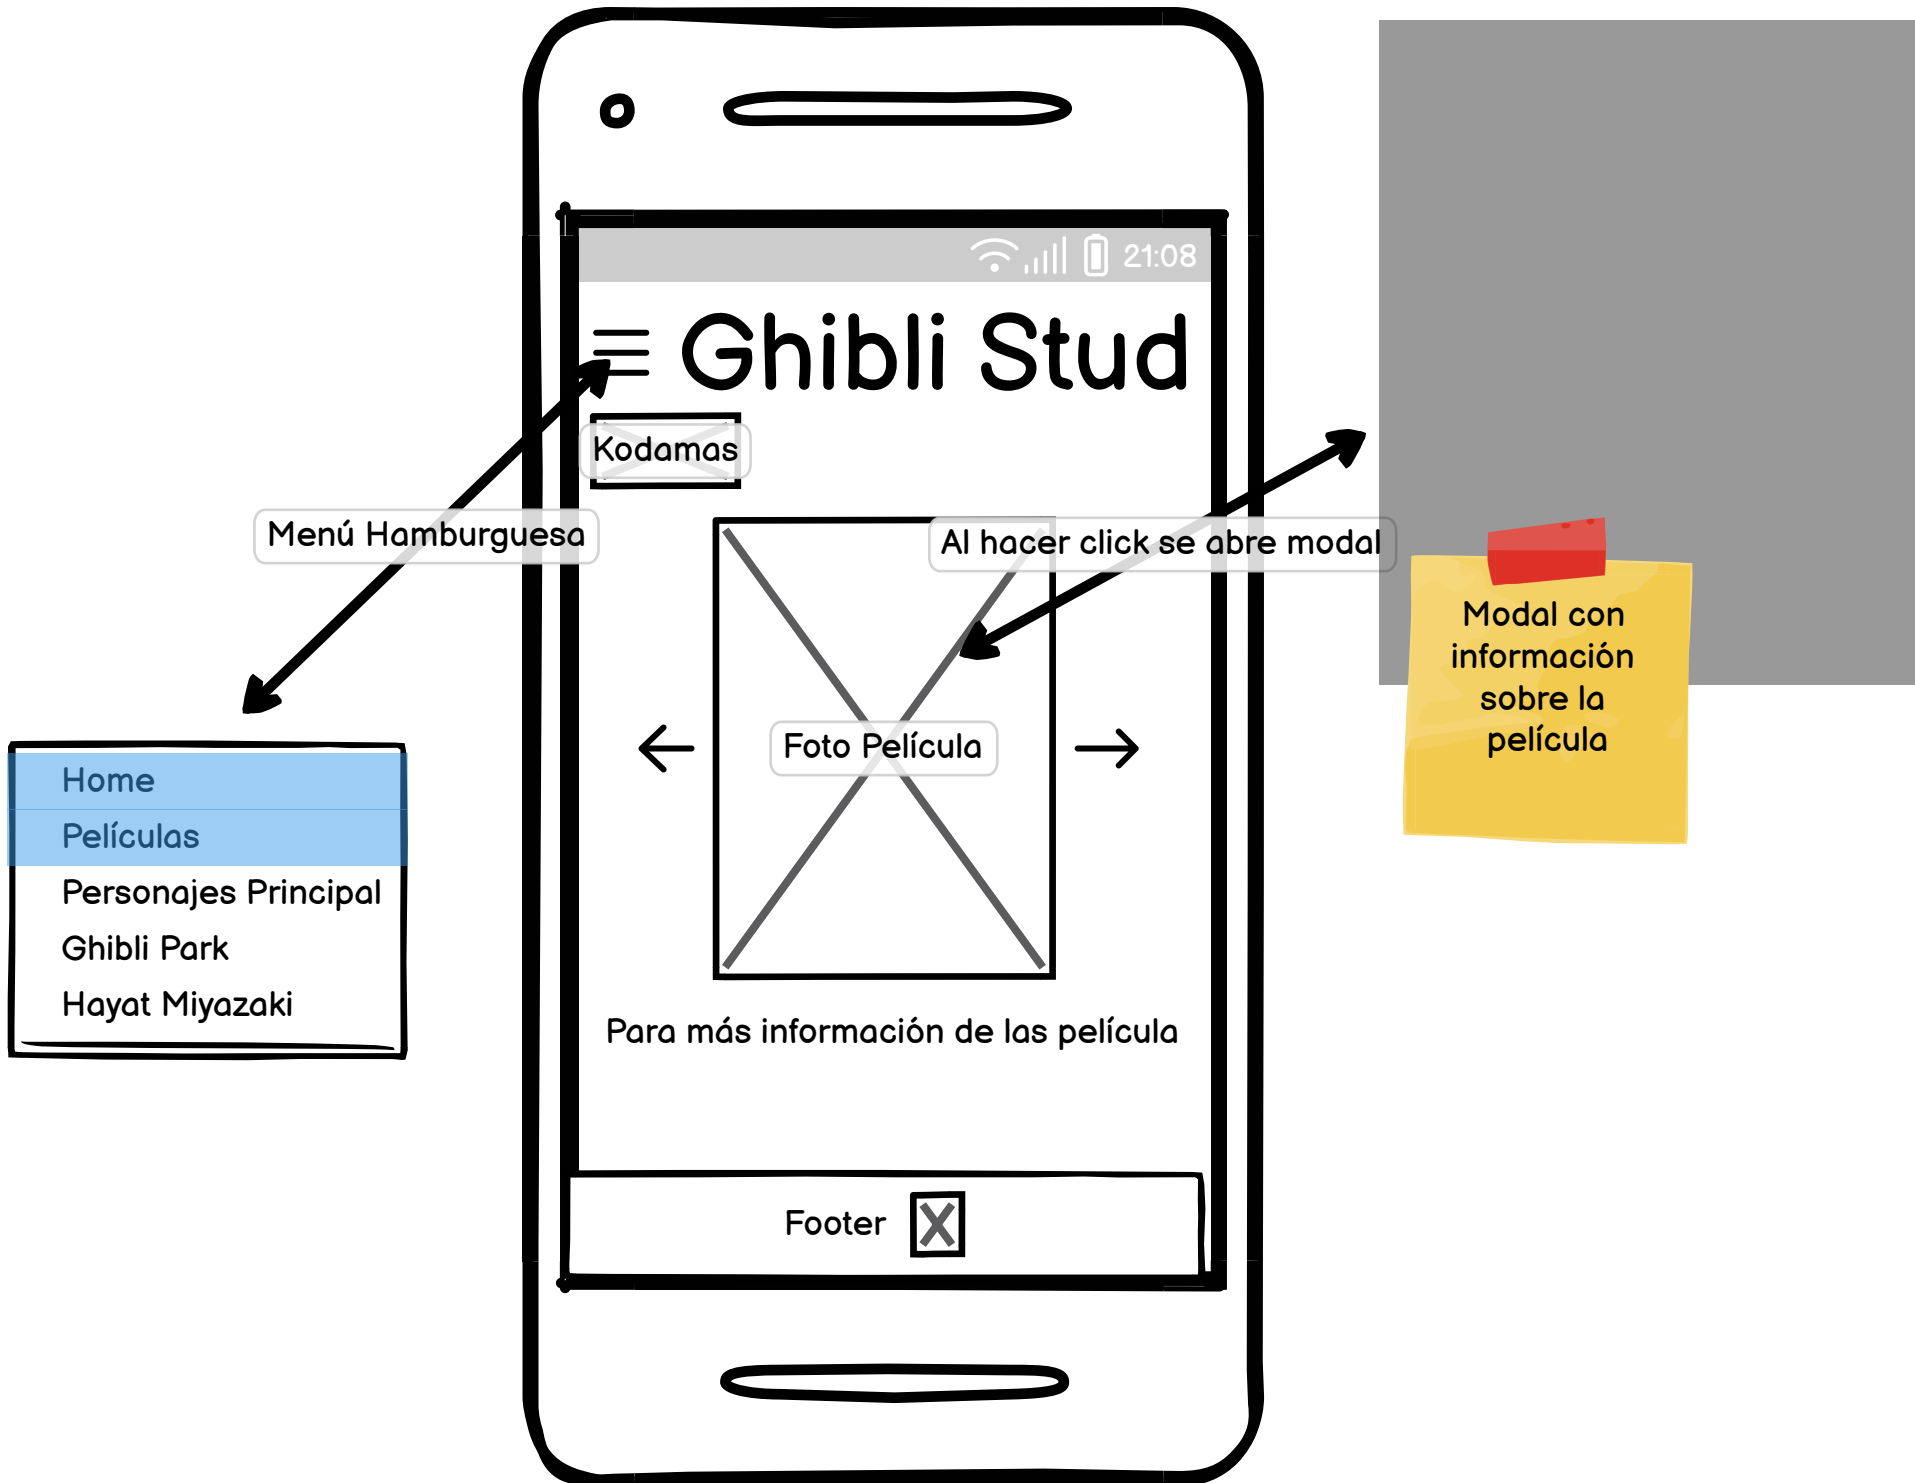 21:08
Ghibli Stud
Kodamas
Menú Hamburguesa
Al hacer click se abre modal
Modal con
información
sobre la
película
Foto Película
Home
Películas
Personajes Principal
Ghibli Park
Hayat Miyazaki
Para más información de las película
Footer